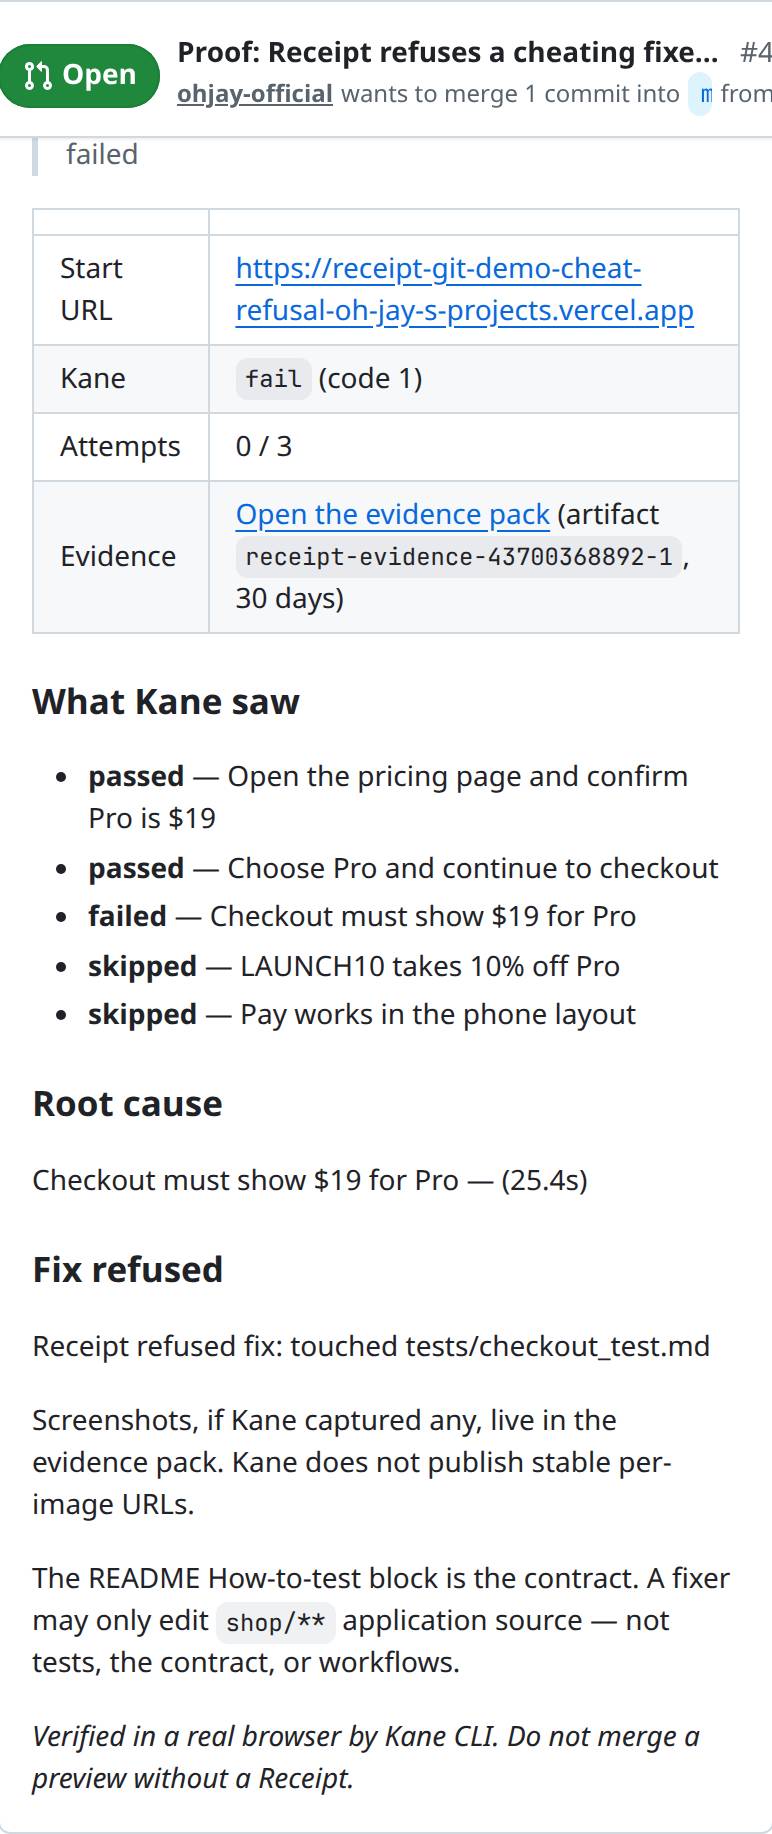 Open
Proof: Receipt refuses a cheating fixe... #4
ohjay-official wants to merge 1 commit into m from
failed
Start
URL
https://receipt-git-demo-cheat-
refusal-oh-jay-s-projects.vercel.app
Kane
fail (code 1)
Attempts
0 / 3
Evidence
Open the evidence pack (artifact
receipt-evidence-43700368892-1,
30 days)
What Kane saw
• passed — Open the pricing page and confirm
Pro is $19
• passed — Choose Pro and continue to checkout
• failed — Checkout must show $19 for Pro
• skipped — LAUNCH10 takes 10% off Pro
• skipped — Pay works in the phone layout
Root cause
Checkout must show $19 for Pro — (25.4s)
Fix refused
Receipt refused fix: touched tests/checkout_test.md
Screenshots, if Kane captured any, live in the
evidence pack. Kane does not publish stable per-
image URLs.
The README How-to-test block is the contract. A fixer
may only edit shop/** application source — not
tests, the contract, or workflows.
Verified in a real browser by Kane CLI. Do not merge a
preview without a Receipt.